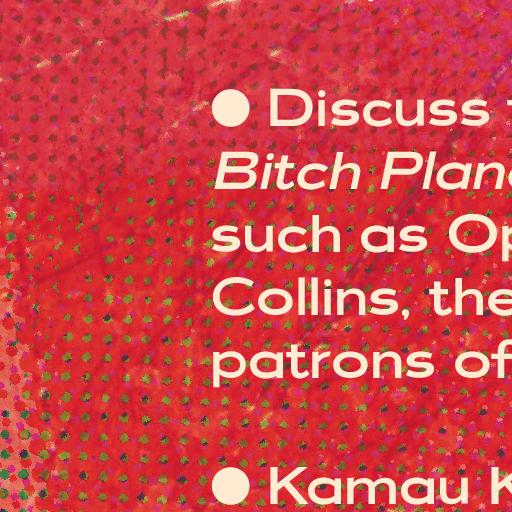 ● Discuss
Bitch Plan
such as Op
Collins, the
patrons of
● Kamau K